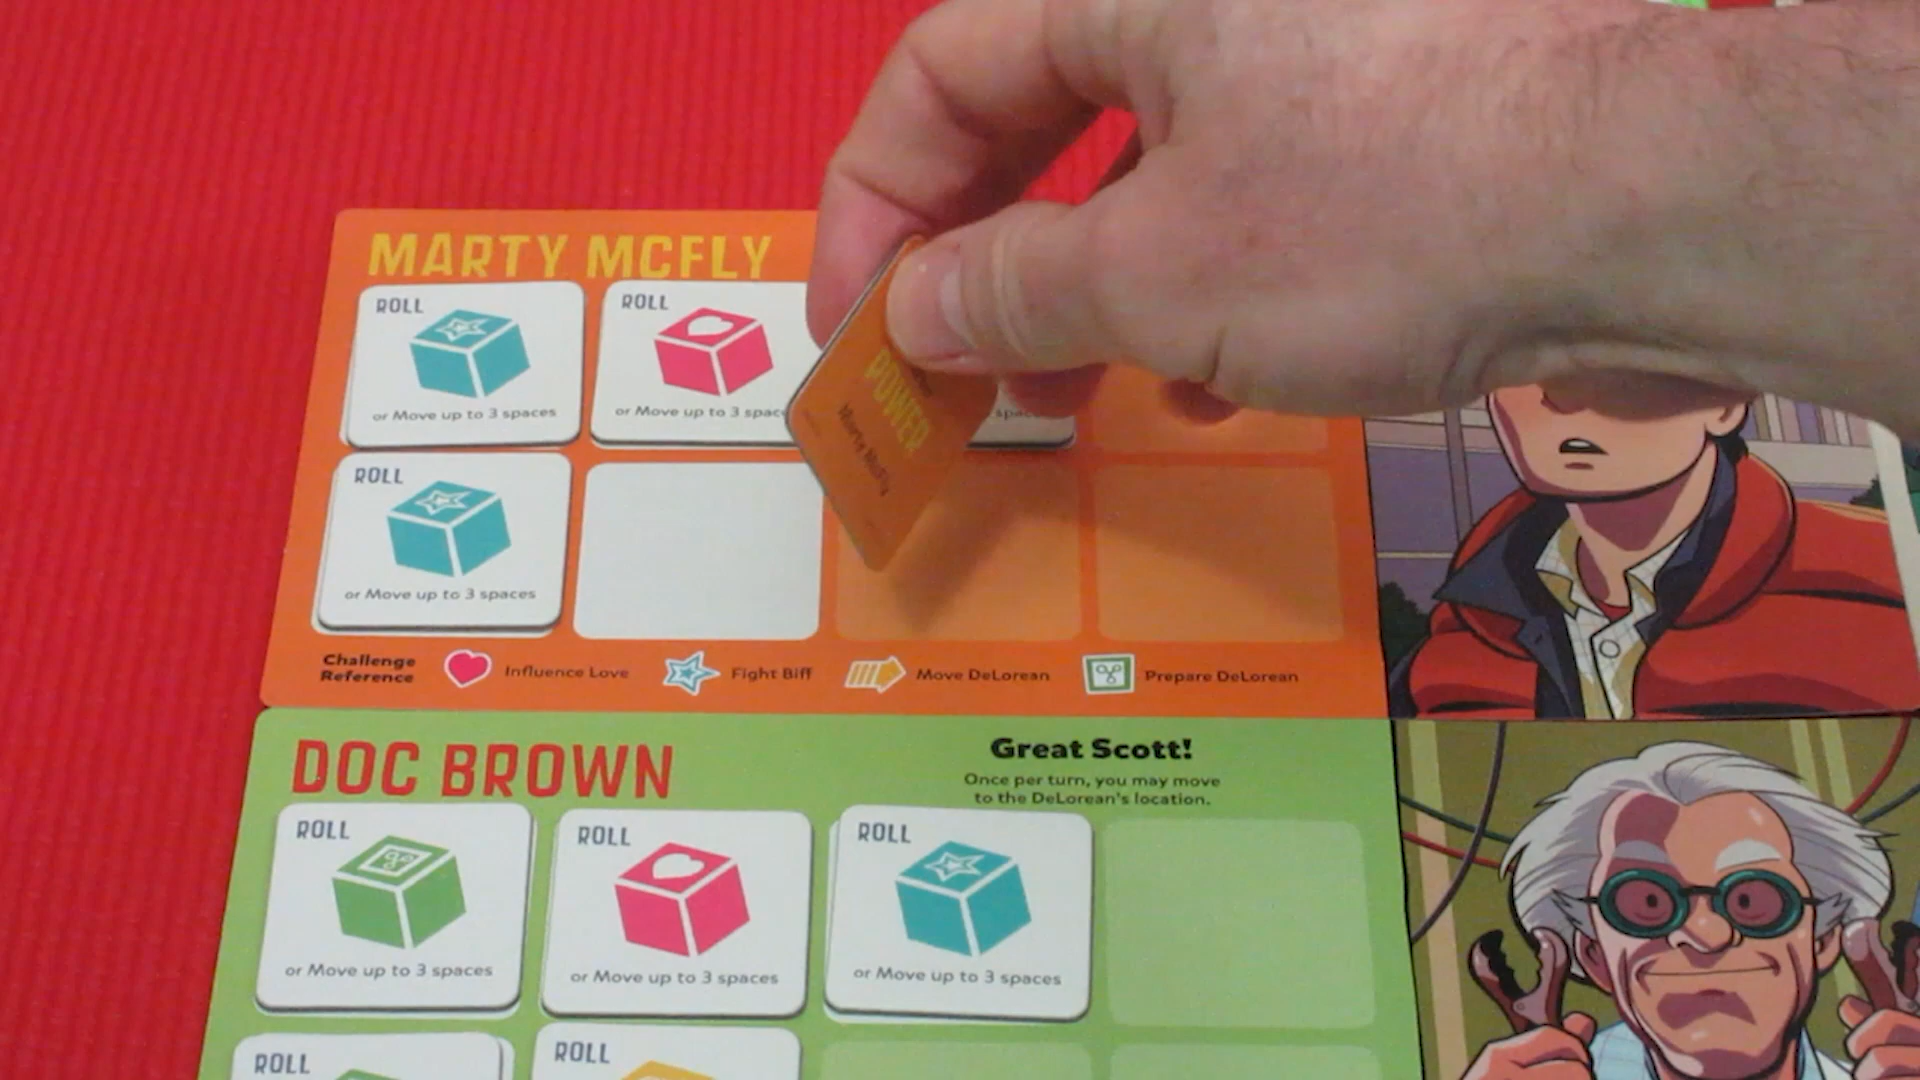 MARTY MCFLY
ROLL
or Move up to 3 spaces
ROLL
or Move up to 3 spac
spac
POWER
Marty McFly
ROLL
or Move up to 3 spaces
Challenge
Reference
Influence Love
Fight Biff
Move DeLorean
Prepare DeLorean
DOC BROWN
Great Scott!
Once per turn, you may move
to the DeLorean's location.
ROLL
or Move up to 3 spaces
ROLL
or Move up to 3 spaces
ROLL
or Move up to 3 spaces
ROLL
ROLL